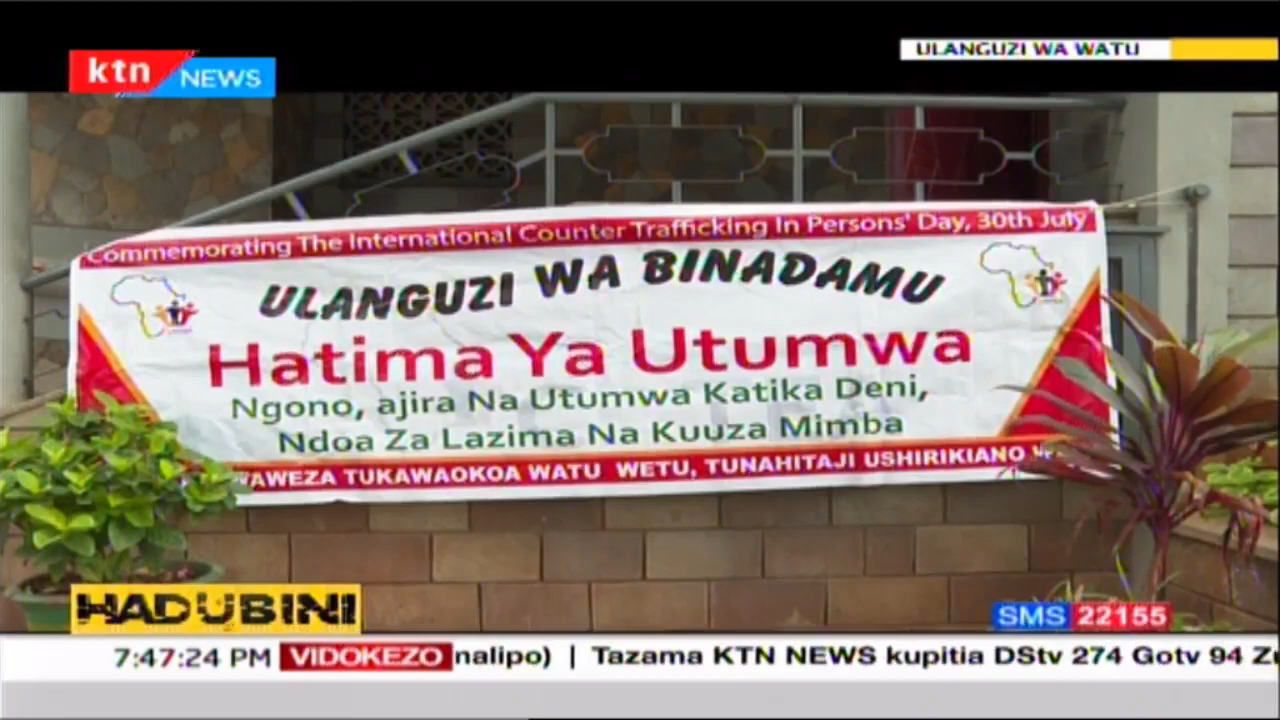 ktn NEWS
ULANGUZI WA WATU
Commemorating The International Counter Trafficking In Persons' Day, 30th July
ULANGUZI WA BINADAMU
Hatima Ya Utumwa
Ngono, ajira Na Utumwa Katika Deni,
Ndoa Za Lazima Na Kuuza Mimba
TUKAWAOKOA WATU WETU, TUNAHITAJI USHIRIKIANO
HADUBINI
SMS 22155
7:47:24 PM VIDOKEZO nalipo) | Tazama KTN NEWS kupitia DStv 274 Gotv 94